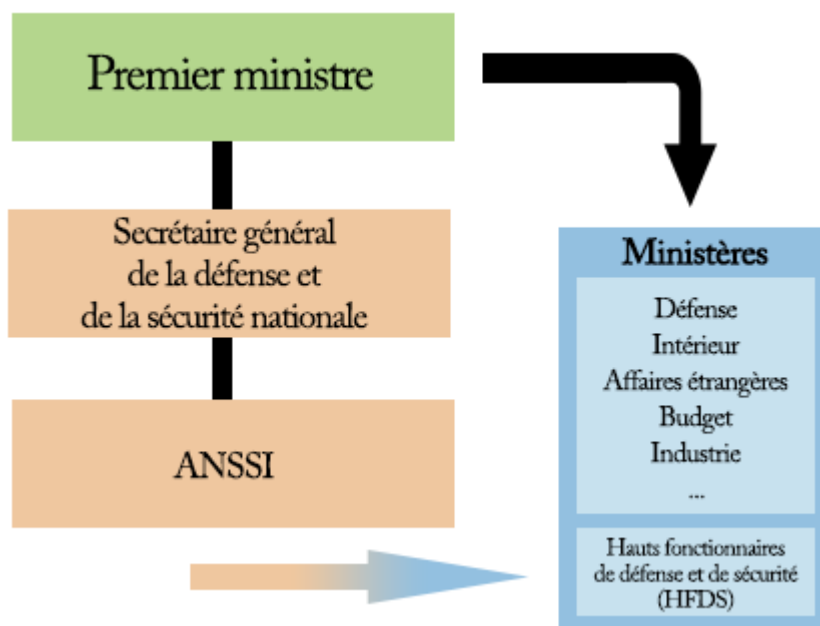 Premier ministre
Secrétaire général
de la défense et
de la sécurité nationale
ANSSI
Ministères
Défense
Intérieur
Affaires étrangères
Budget
Industrie
...
Hauts fonctionnaires
de défense et de sécurité
(HFDS)